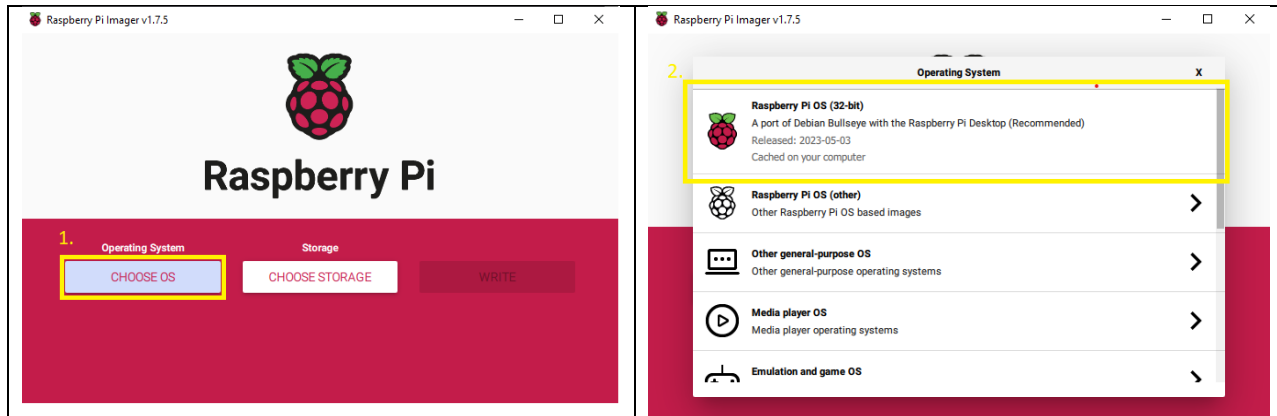 Raspberry Pi Imager v1.7.5
Raspberry Pi
1.
Operating System
Storage
CHOOSE OS
CHOOSE STORAGE
WRITE
Raspberry Pi Imager v1.7.5
2.
Operating System
X
Raspberry Pi OS (32-bit)
A port of Debian Bullseye with the Raspberry Pi Desktop (Recommended)
Released: 2023-05-03
Cached on your computer
Raspberry Pi OS (other)
Other Raspberry Pi OS based images
Other general-purpose OS
Other general-purpose operating systems
Media player OS
Media player operating systems
Emulation and game OS